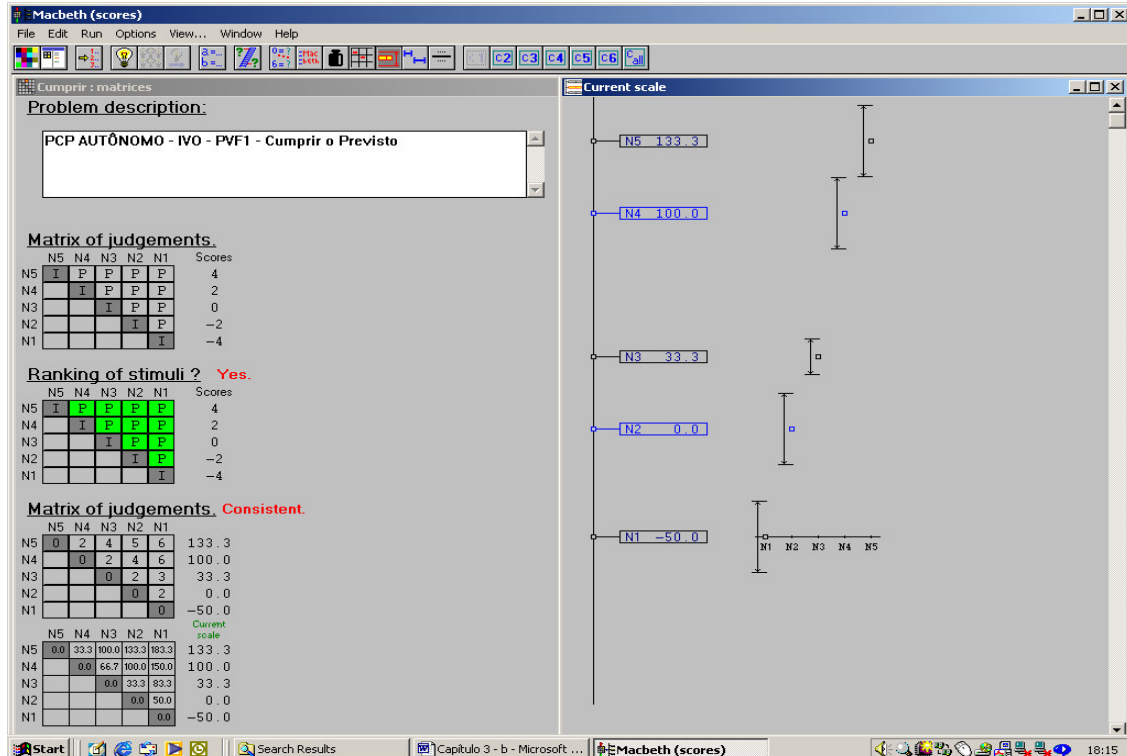 Macbeth (scores)
File Edit Run Options View... Window Help
C2 C3 C4 C5 C6 Call
Cumprir : matrices
Problem description:
PCP AUTÔNOMO - IVO - PVF1 - Cumprir o Previsto
Matrix of judgements.
N5 N4 N3 N2 N1 Scores
N5 I P P P P 4
N4 I P P P 2
N3 I P P 0
N2 I P −2
N1 I −4
Ranking of stimuli ? Yes.
N5 N4 N3 N2 N1 Scores
N5 I P P P P 4
N4 I P P P 2
N3 I P P 0
N2 I P −2
N1 I −4
Matrix of judgements. Consistent.
N5 N4 N3 N2 N1
N5 0 2 4 5 6 133.3
N4 0 2 4 6 100.0
N3 0 2 3 33.3
N2 0 2 0.0
N1 0 −50.0
Current
N5 N4 N3 N2 N1 scale
N5 0.0 33.3 100.0 133.3 183.3 133.3
N4 0.0 66.7 100.0 150.0 100.0
N3 0.0 33.3 83.3 33.3
N2 0.0 50.0 0.0
N1 0.0 −50.0
Current scale
N5 133.3
N4 100.0
N3 33.3
N2 0.0
N1 −50.0
N1 N2 N3 N4 N5
Start Search Results Capítulo 3 - b - Microsoft ... Macbeth (scores) 18:15